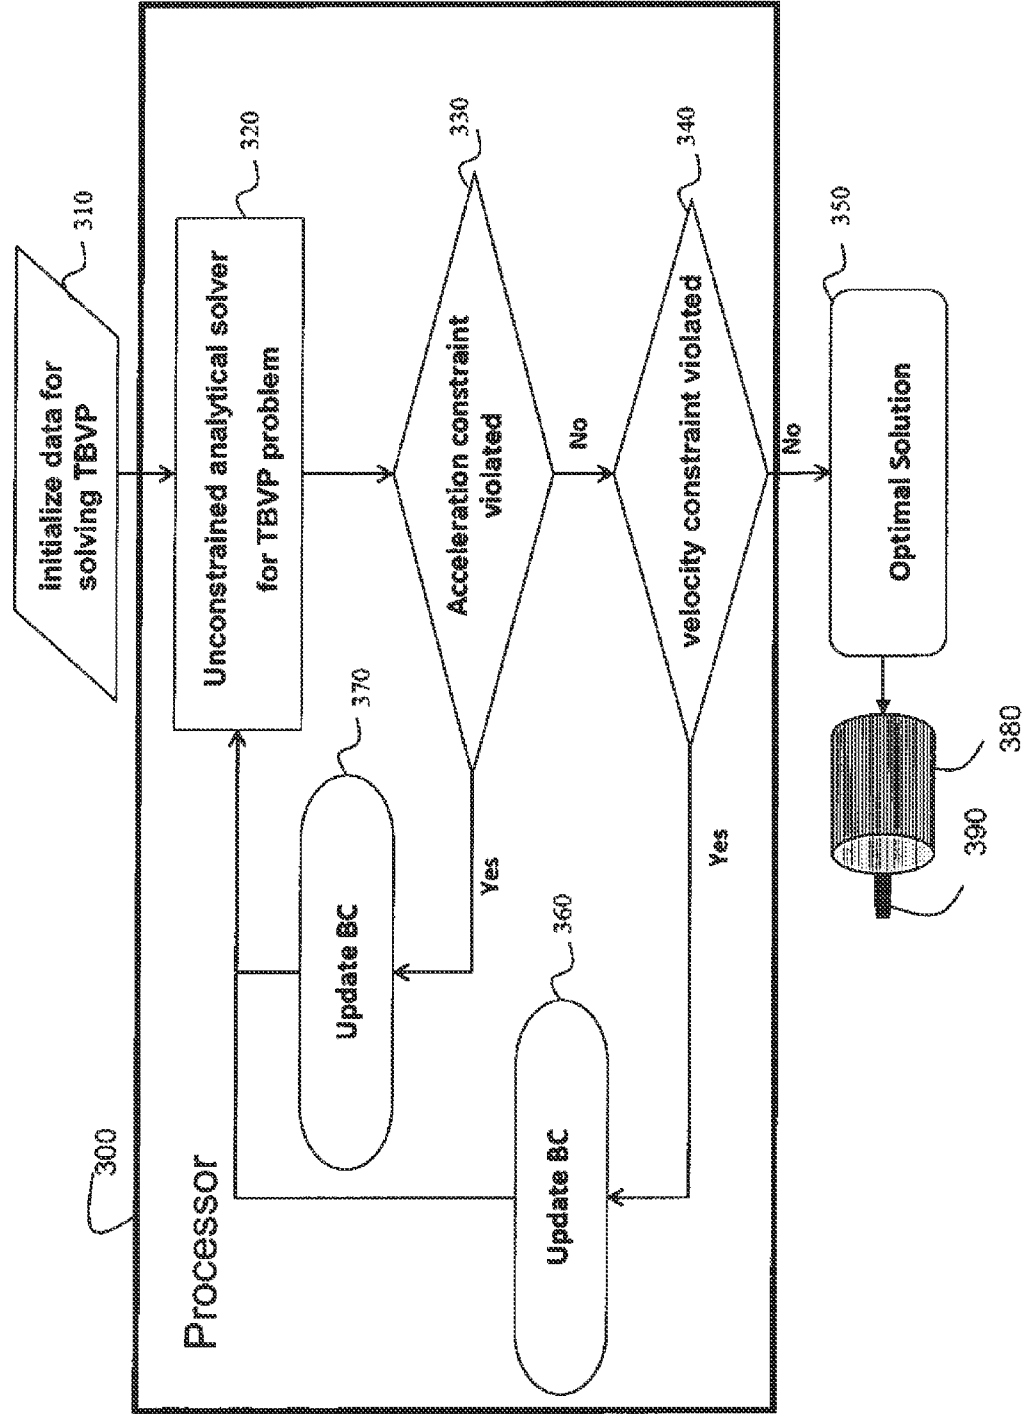 Initialize data for
solving TBVP
310
300
Processor
Unconstrained analytical solver
for TBVP problem
320
370
Update BC
Acceleration constraint
violated
330
Yes
No
360
Update BC
velocity constraint violated
340
Yes
No
350
Optimal Solution
380
390